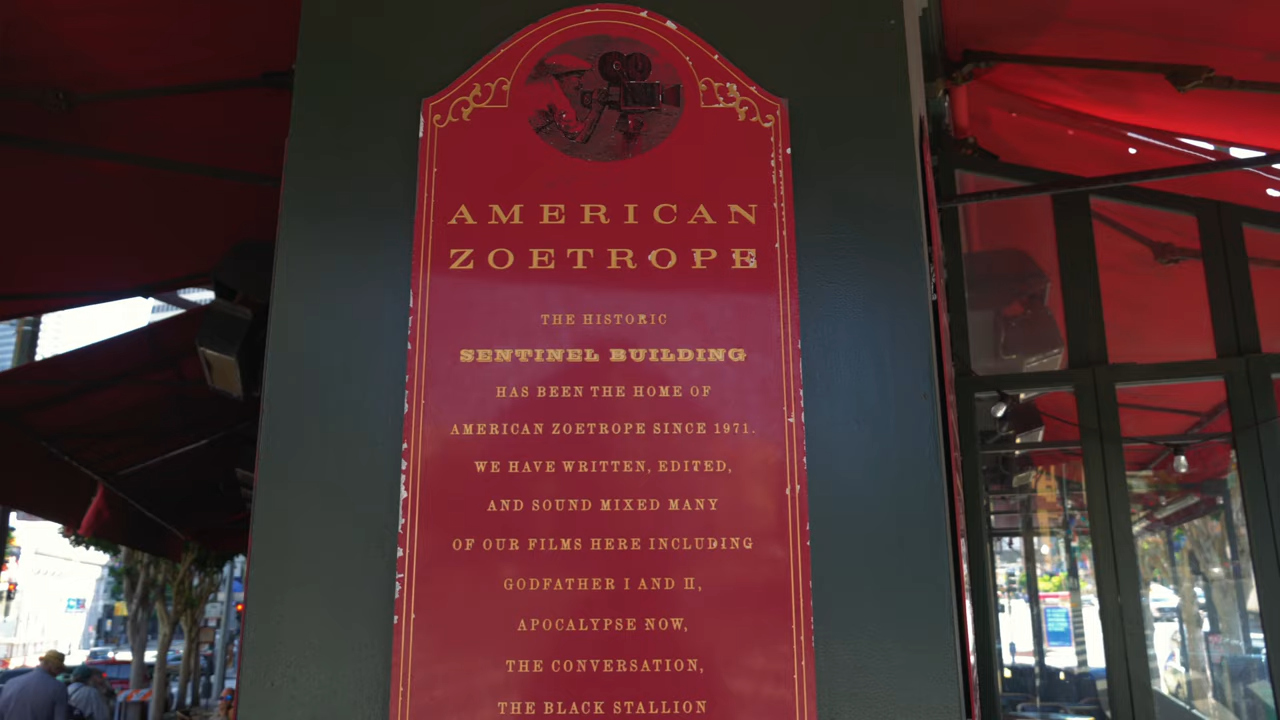 AMERICAN
ZOETROPE
THE HISTORIC
SENTINEL BUILDING
HAS BEEN THE HOME OF
AMERICAN ZOETROPE SINCE 1971.
WE HAVE WRITTEN, EDITED,
AND SOUND MIXED MANY
OF OUR FILMS HERE INCLUDING
GODFATHER I AND II,
APOCALYPSE NOW,
THE CONVERSATION,
THE BLACK STALLION